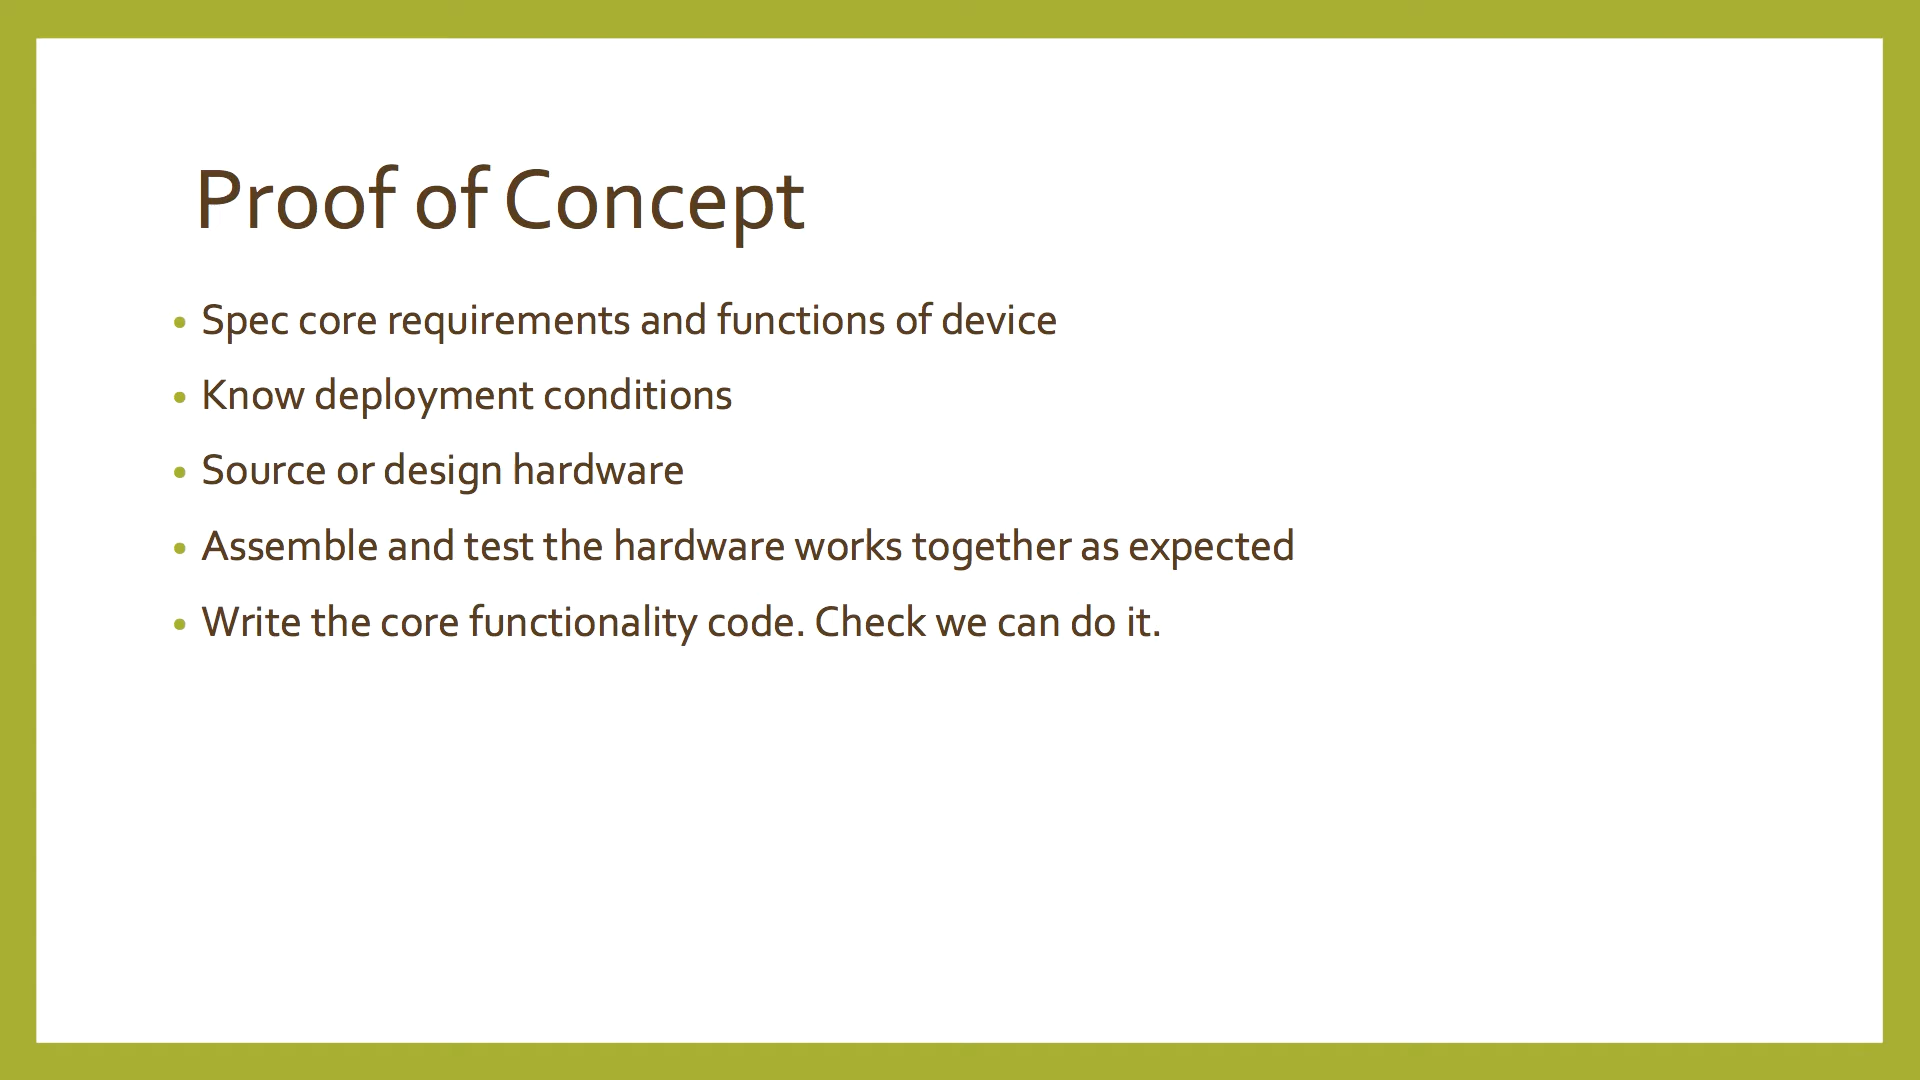 Proof of Concept
• Spec core requirements and functions of device
• Know deployment conditions
• Source or design hardware
• Assemble and test the hardware works together as expected
• Write the core functionality code. Check we can do it.